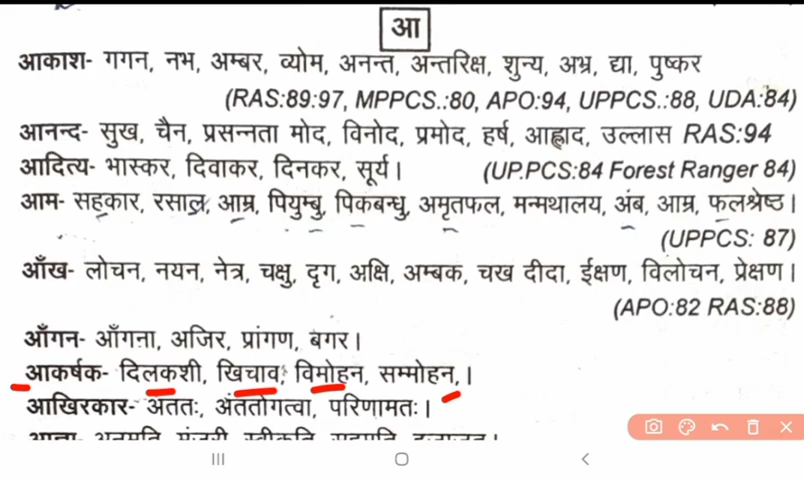 आ
आकाश- गगन, नभ, अम्बर, व्योम, अनन्त, अन्तरिक्ष, शुन्य, अभ्र, द्या, पुष्कर
(RAS:89:97, MPPCS.:80, APO:94, UPPCS.:88, UDA:84)
आनन्द- सुख, चैन, प्रसन्नता मोद, विनोद, प्रमोद, हर्ष, आह्लाद, उल्लास RAS:94
आदित्य- भास्कर, दिवाकर, दिनकर, सूर्य। (UP.PCS:84 Forest Ranger 84)
आम- सहकार, रसाल, आम्र, पियुम्बु, पिकबन्धु, अमृतफल, मन्मथालय, अंब, आम्र, फलश्रेष्ठ।
(UPPCS: 87)
आँख- लोचन, नयन, नेत्र, चक्षु, दृग, अक्षि, अम्बक, चख दीदा, ईक्षण, विलोचन, प्रेक्षण।
(APO:82 RAS:88)
आँगन- आँगना, अजिर, प्रांगण, बगर।
आकर्षक- दिलकशी, खिचाव, विमोहन, सम्मोहन,।
आखिरकार- अंततः, अंततोगत्वा, परिणामतः।